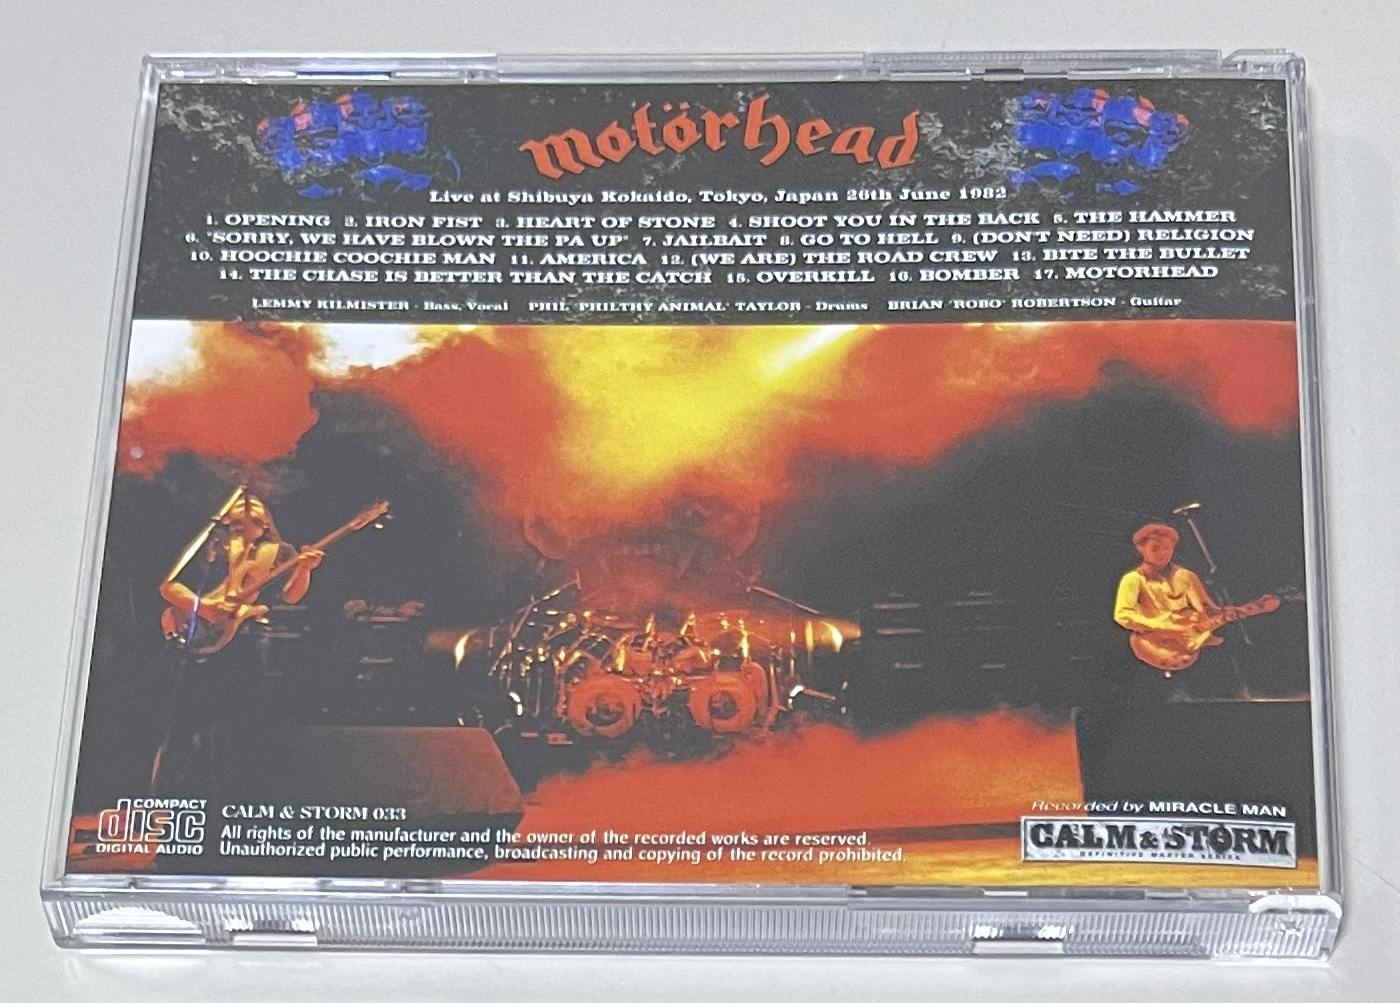 motörhead
Live at Shibuya Kokaido, Tokyo, Japan 26th June 1982
1. OPENING 2. IRON FIST 3. HEART OF STONE 4. SHOOT YOU IN THE BACK 5. THE HAMMER
6. "SORRY, WE HAVE BLOWN THE PA UP" 7. JAILBAIT 8. GO TO HELL 9. (DON'T NEED) RELIGION
10. HOOCHIE COOCHIE MAN 11. AMERICA 12. (WE ARE) THE ROAD CREW 13. BITE THE BULLET
14. THE CHASE IS BETTER THAN THE CATCH 15. OVERKILL 16. BOMBER 17. MOTORHEAD
LEMMY KILMISTER - Bass, Vocal PHIL "PHILTHY ANIMAL" TAYLOR - Drums BRIAN "ROBO" ROBERTSON - Guitar
COMPACT
disc
DIGITAL AUDIO
CALM & STORM 033
All rights of the manufacturer and the owner of the recorded works are reserved.
Unauthorized public performance, broadcasting and copying of the record prohibited.
Recorded by MIRACLE MAN
CALM & STORM
DEFINITIVE MASTER SERIES